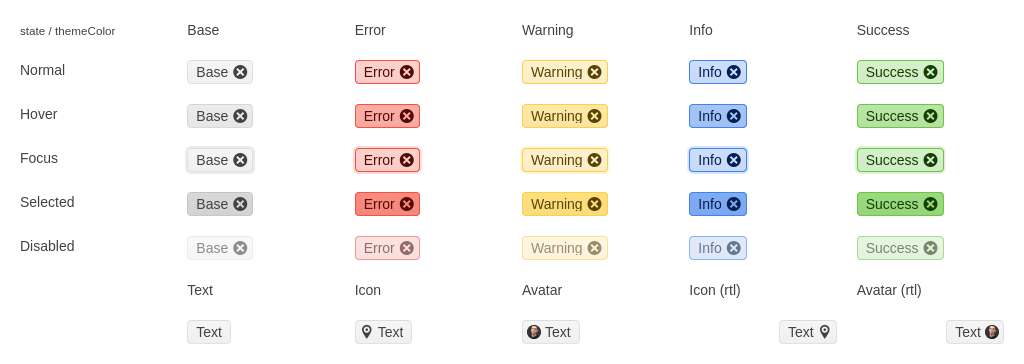 state / themeColor Base Error Warning Info Success
Normal Base Error Warning Info Success
Hover Base Error Warning Info Success
Focus Base Error Warning Info Success
Selected Base Error Warning Info Success
Disabled Base Error Warning Info Success
Text Icon Avatar Icon (rtl) Avatar (rtl)
Text Text Text Text Text